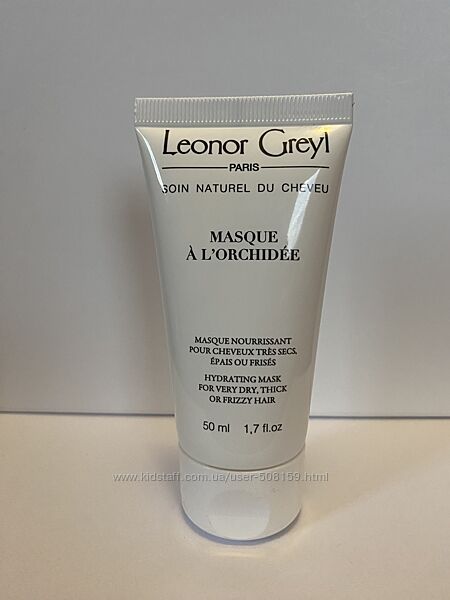 Leonor Greyl
PARIS
SOIN NATUREL DU CHEVEU
MASQUE
À L'ORCHIDÉE
MASQUE NOURRISSANT
POUR CHEVEUX TRÈS SECS,
ÉPAIS OU FRISÉS
HYDRATING MASK
FOR VERY DRY, THICK
OR FRIZZY HAIR
50 ml 1,7 fl.oz
www.kidstaff.com.ua/user-508159.html